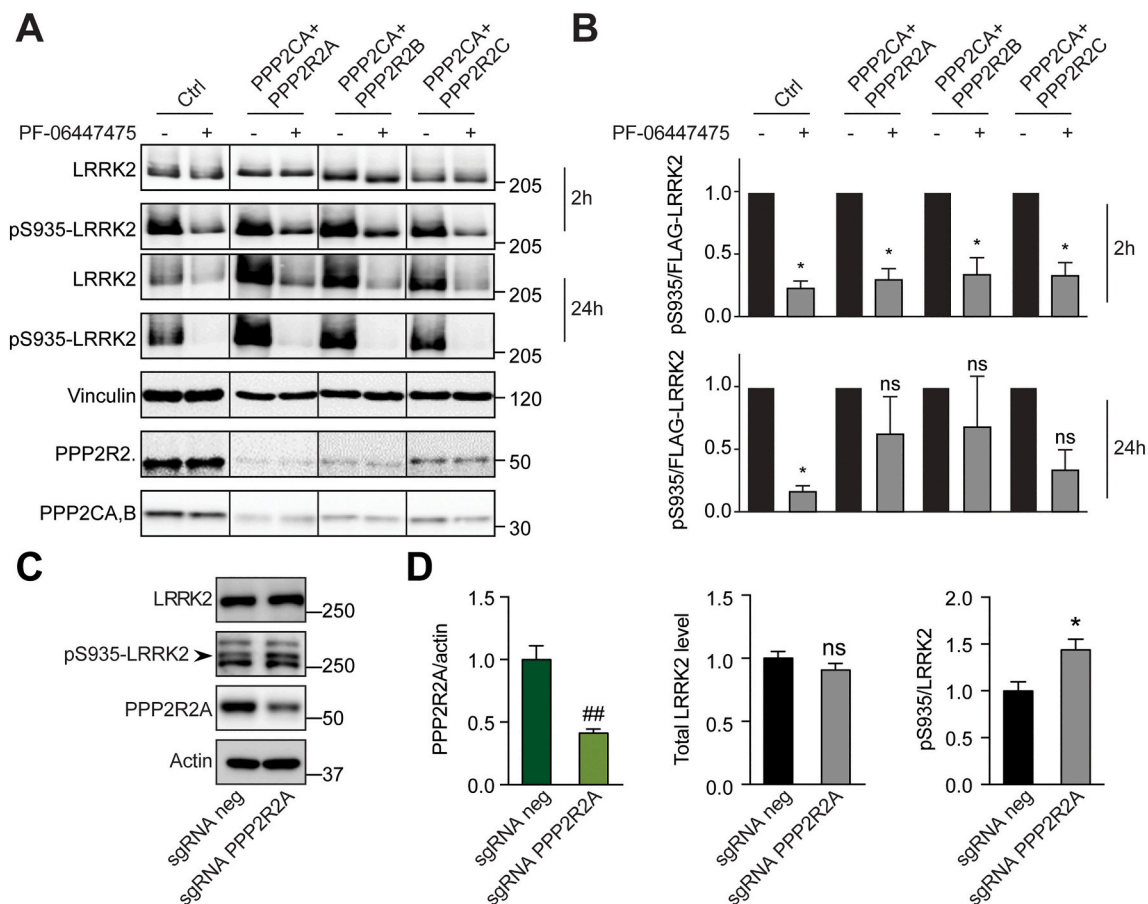 A
Ctrl
PPP2CA+
PPP2R2A
PPP2CA+
PPP2R2B
PPP2CA+
PPP2R2C
PF-06447475 - + - + - + - +
LRRK2
205
pS935-LRRK2
205
2h
LRRK2
205
pS935-LRRK2
205
24h
Vinculin
120
PPP2R2.
50
PPP2CA,B
30
B
Ctrl
PPP2CA+
PPP2R2A
PPP2CA+
PPP2R2B
PPP2CA+
PPP2R2C
PF-06447475 - + - + - + - +
pS935/FLAG-LRRK2
1.0
0.5
0.0
* * * *
2h
pS935/FLAG-LRRK2
1.0
0.5
0.0
* ns ns ns
24h
C
LRRK2
250
pS935-LRRK2
250
PPP2R2A
50
Actin
37
sgRNA neg
sgRNA PPP2R2A
D
PPP2R2A/actin
1.5
1.0
0.5
0.0
##
sgRNA neg
sgRNA PPP2R2A
Total LRRK2 level
1.5
1.0
0.5
0.0
ns
sgRNA neg
sgRNA PPP2R2A
pS935/LRRK2
2.0
1.5
1.0
1.5
0.0
*
sgRNA neg
sgRNA PPP2R2A